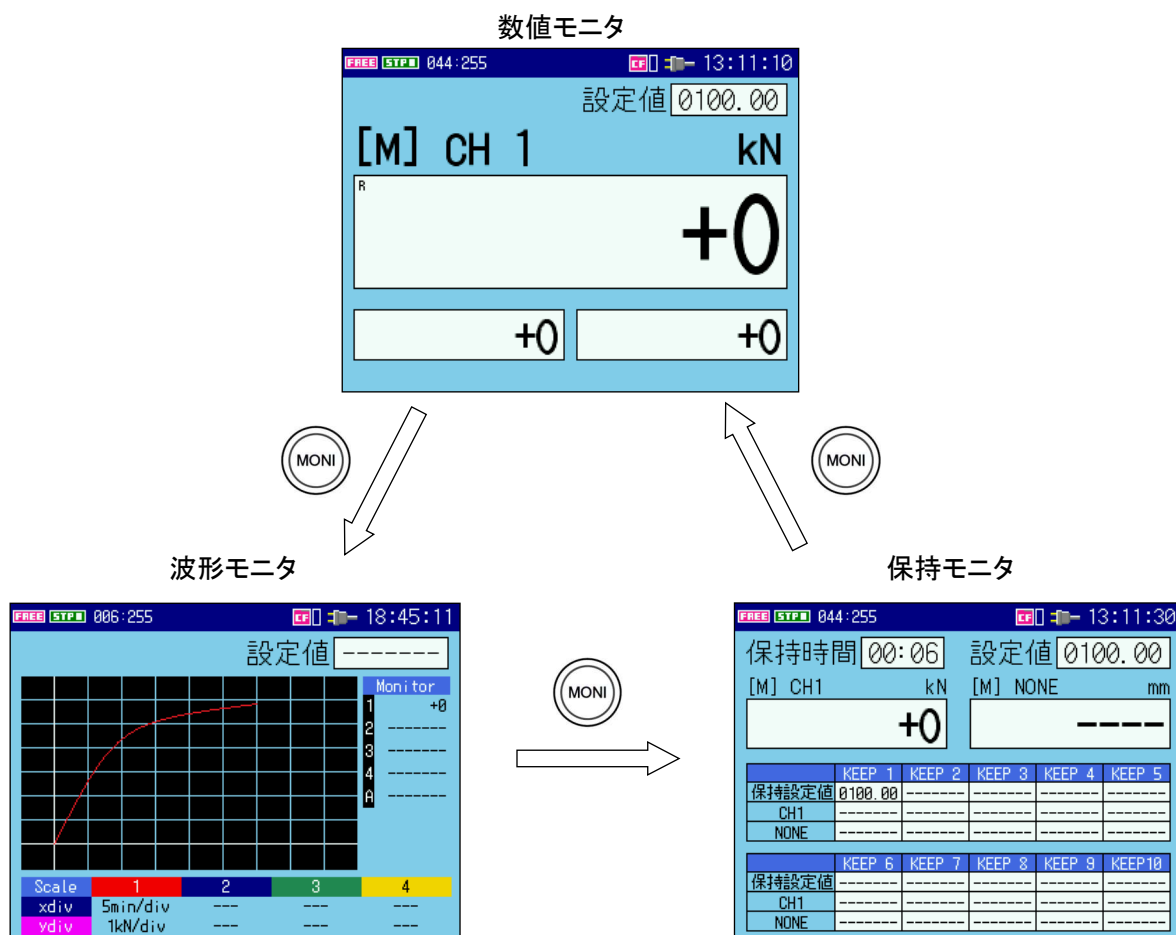 数値モニタ
FREE STP 044:255 CF 13:11:10
設定値 0100.00
[M] CH 1 kN
R
+0
+0 +0
MONI MONI
波形モニタ 保持モニタ
FREE STP 006:255 CF 18:45:11
設定値 -------
Monitor
1 +0
2 -------
3 -------
4 -------
A -------
Scale 1 2 3 4
xdiv 5min/div --- --- ---
ydiv 1kN/div --- --- ---
MONI
FREE STP 044:255 CF 13:11:30
保持時間 00:06 設定値 0100.00
[M] CH1 kN [M] NONE mm
+0 ----
KEEP 1 KEEP 2 KEEP 3 KEEP 4 KEEP 5
保持設定値 0100.00 ------- ------- ------- -------
CH1 ------- ------- ------- ------- -------
NONE ------- ------- ------- ------- -------
KEEP 6 KEEP 7 KEEP 8 KEEP 9 KEEP10
保持設定値 ------- ------- ------- ------- -------
CH1 ------- ------- ------- ------- -------
NONE ------- ------- ------- ------- -------